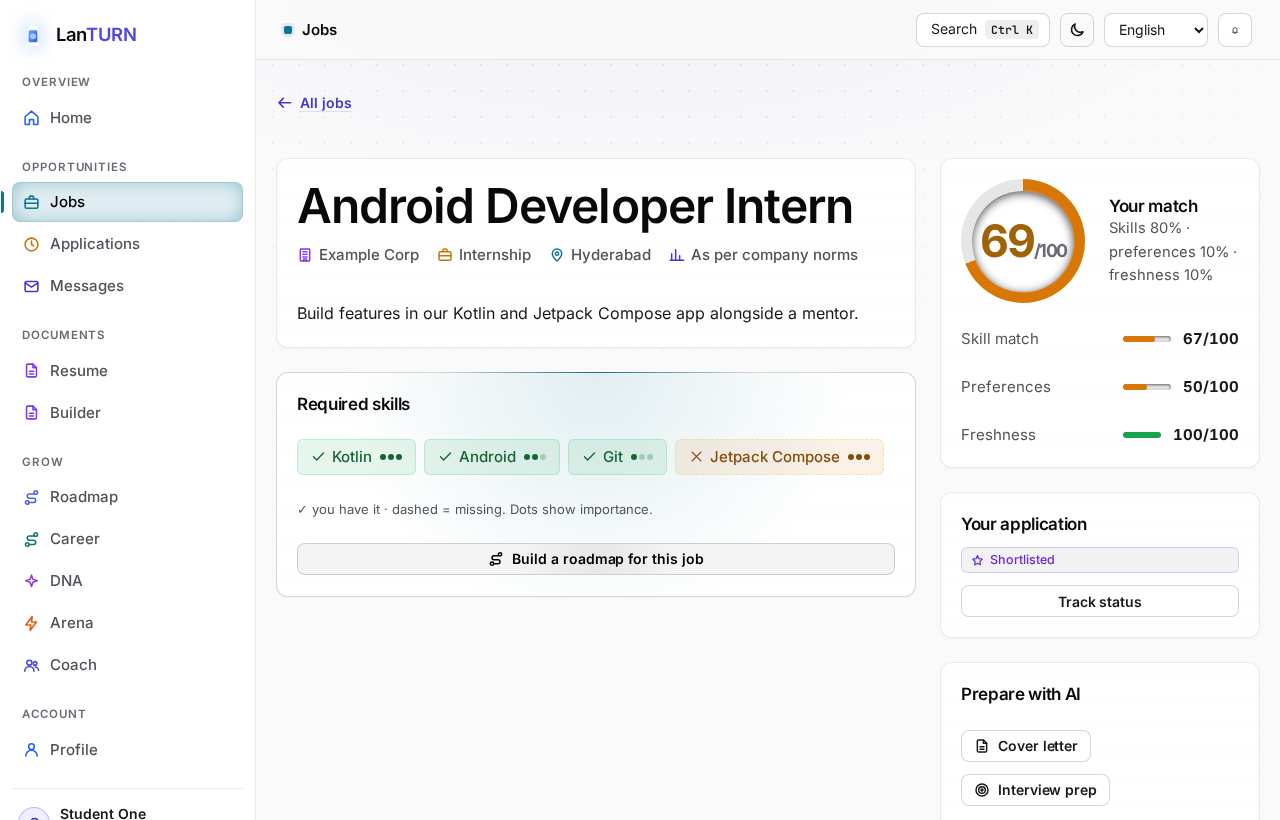 LanTURN
OVERVIEW
Home
OPPORTUNITIES
Jobs
Applications
Messages
DOCUMENTS
Resume
Builder
GROW
Roadmap
Career
DNA
Arena
Coach
ACCOUNT
Profile
Student One
Jobs
Search Ctrl K
English
All jobs
Android Developer Intern
Example Corp Internship Hyderabad As per company norms
Build features in our Kotlin and Jetpack Compose app alongside a mentor.
Required skills
Kotlin Android Git Jetpack Compose
✓ you have it · dashed = missing. Dots show importance.
Build a roadmap for this job
69/100
Your match
Skills 80% ·
preferences 10% ·
freshness 10%
Skill match 67/100
Preferences 50/100
Freshness 100/100
Your application
Shortlisted
Track status
Prepare with AI
Cover letter
Interview prep